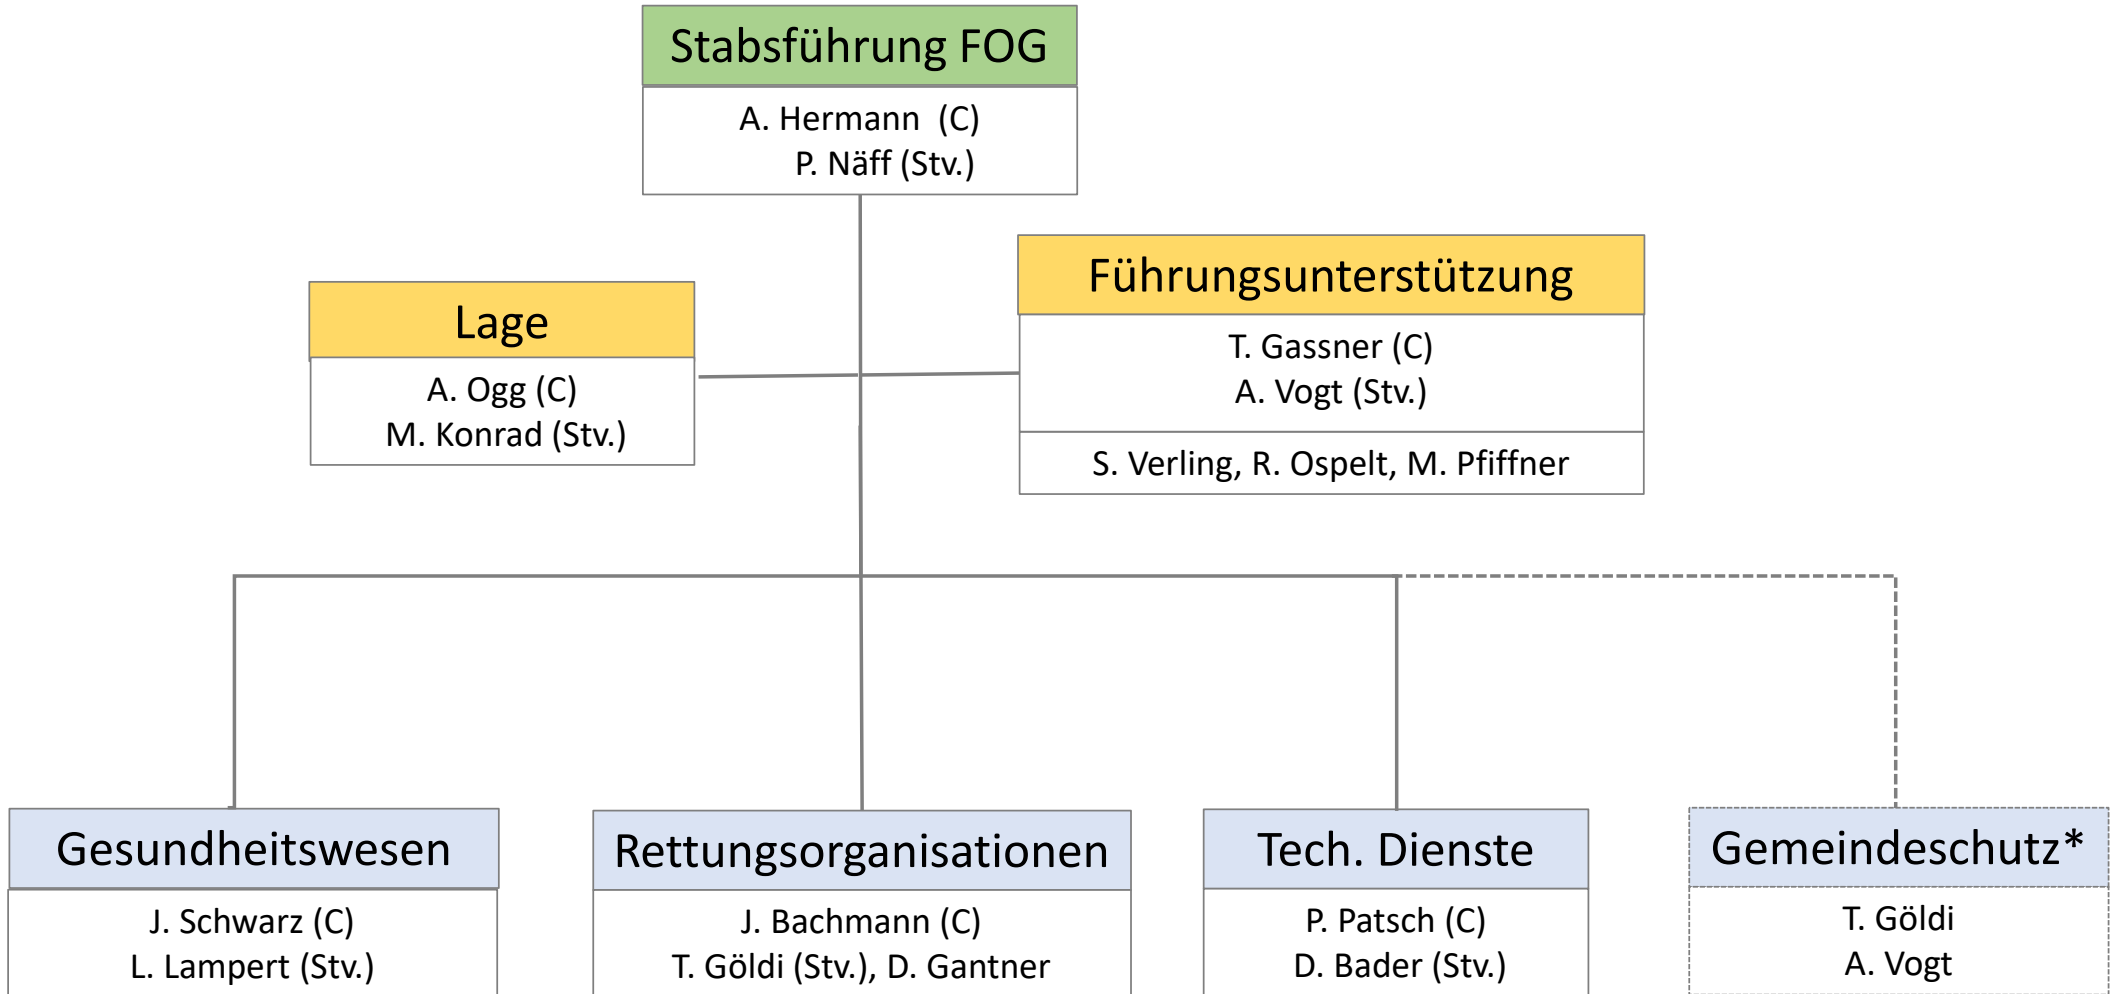 Stabsführung FOG
A. Hermann (C)
P. Näff (Stv.)
Lage
A. Ogg (C)
M. Konrad (Stv.)
Führungsunterstützung
T. Gassner (C)
A. Vogt (Stv.)
S. Verling, R. Ospelt, M. Pfiffner
Gesundheitswesen
J. Schwarz (C)
L. Lampert (Stv.)
Rettungsorganisationen
J. Bachmann (C)
T. Göldi (Stv.), D. Gantner
Tech. Dienste
P. Patsch (C)
D. Bader (Stv.)
Gemeindeschutz*
T. Göldi
A. Vogt